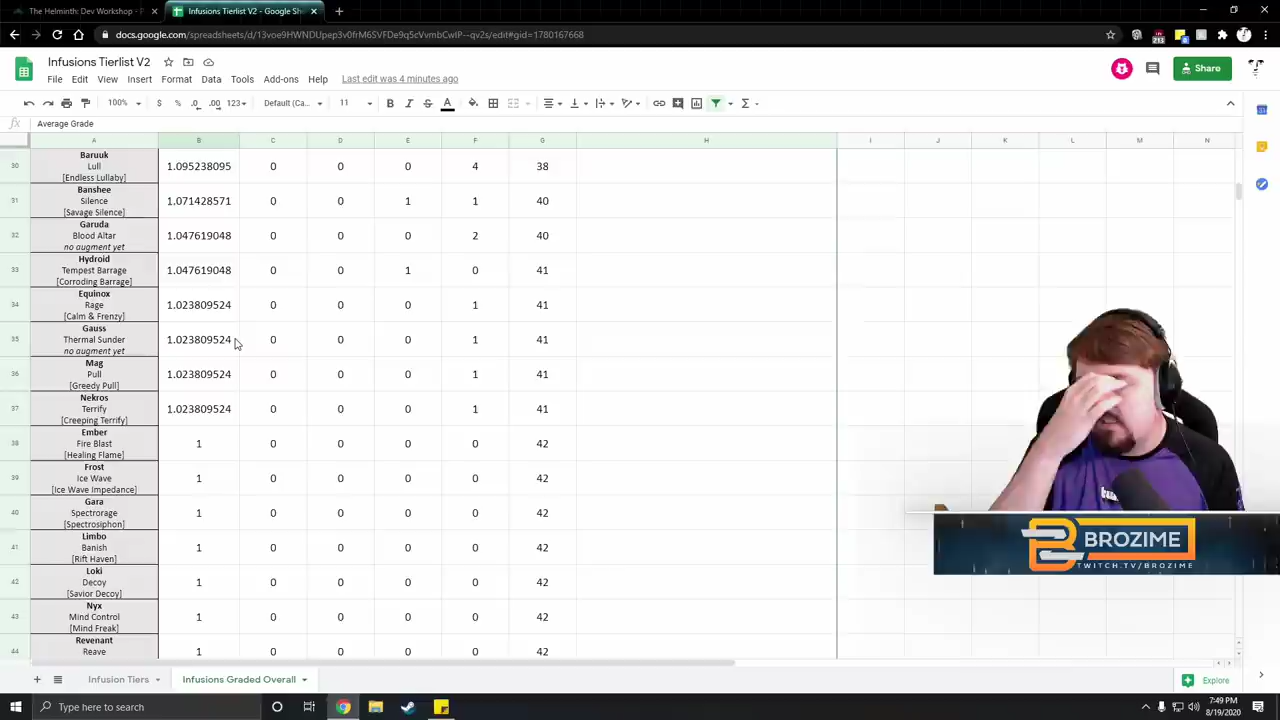 The Helminth: Dev Workshop - P
Infusions Tierlist V2 - Google Sh
docs.google.com/spreadsheets/d/13voe9HWNDUpep3v0frM6SVFDe9q5cVvmbCwIP--qv2s/edit#gid=1780167668
Infusions Tierlist V2
File Edit View Insert Format Data Tools Add-ons Help Last edit was 4 minutes ago
Share
100% $ % .0 .00 123 Default (Ca... 11 B I S A
fx Average Grade
A B C D E F G H I J K L M N
30 Baruuk
Lull 1.095238095 0 0 0 4 38
[Endless Lullaby]
31 Banshee
Silence 1.071428571 0 0 1 1 40
[Savage Silence]
32 Garuda
Blood Altar 1.047619048 0 0 0 2 40
no augment yet
33 Hydroid
Tempest Barrage 1.047619048 0 0 1 0 41
[Corroding Barrage]
34 Equinox
Rage 1.023809524 0 0 0 1 41
[Calm & Frenzy]
35 Gauss
Thermal Sunder 1.023809524 0 0 0 1 41
no augment yet
36 Mag
Pull 1.023809524 0 0 0 1 41
[Greedy Pull]
37 Nekros
Terrify 1.023809524 0 0 0 1 41
[Creeping Terrify]
38 Ember
Fire Blast 1 0 0 0 0 42
[Healing Flame]
39 Frost
Ice Wave 1 0 0 0 0 42
[Ice Wave Impedance]
40 Gara
Spectrorage 1 0 0 0 0 42
[Spectrosiphon]
41 Limbo
Banish 1 0 0 0 0 42
[Rift Haven]
42 Loki
Decoy 1 0 0 0 0 42
[Savior Decoy]
43 Nyx
Mind Control 1 0 0 0 0 42
[Mind Freak]
44 Revenant
Reave 1 0 0 0 0 42
BROZIME
TWITCH.TV/BROZIME
Infusion Tiers Infusions Graded Overall
Explore
Type here to search
7:49 PM
8/19/2020